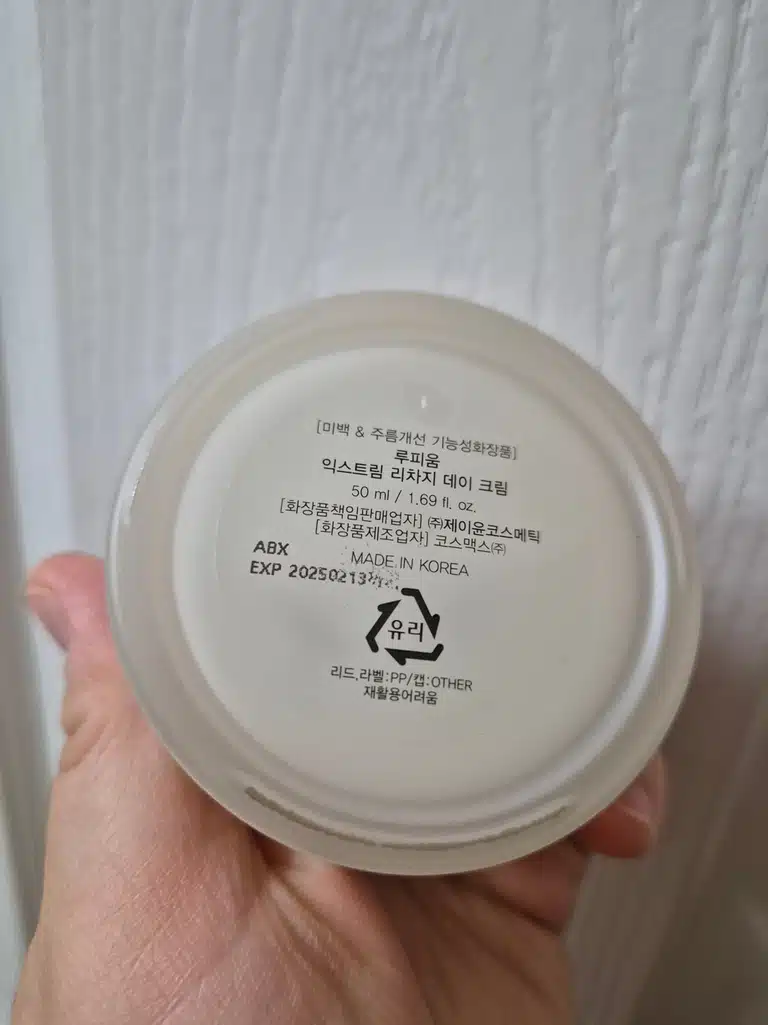 [미백 & 주름개선 기능성화장품]
루피움
익스트림 리차지 데이 크림
50 ml / 1.69 fl. oz.
[화장품책임판매업자] ㈜제이윤코스메틱
[화장품제조업자] 코스맥스㈜
MADE IN KOREA
ABX
EXP 20250213
유리
리드,라벨:PP/캡:OTHER
재활용어려움